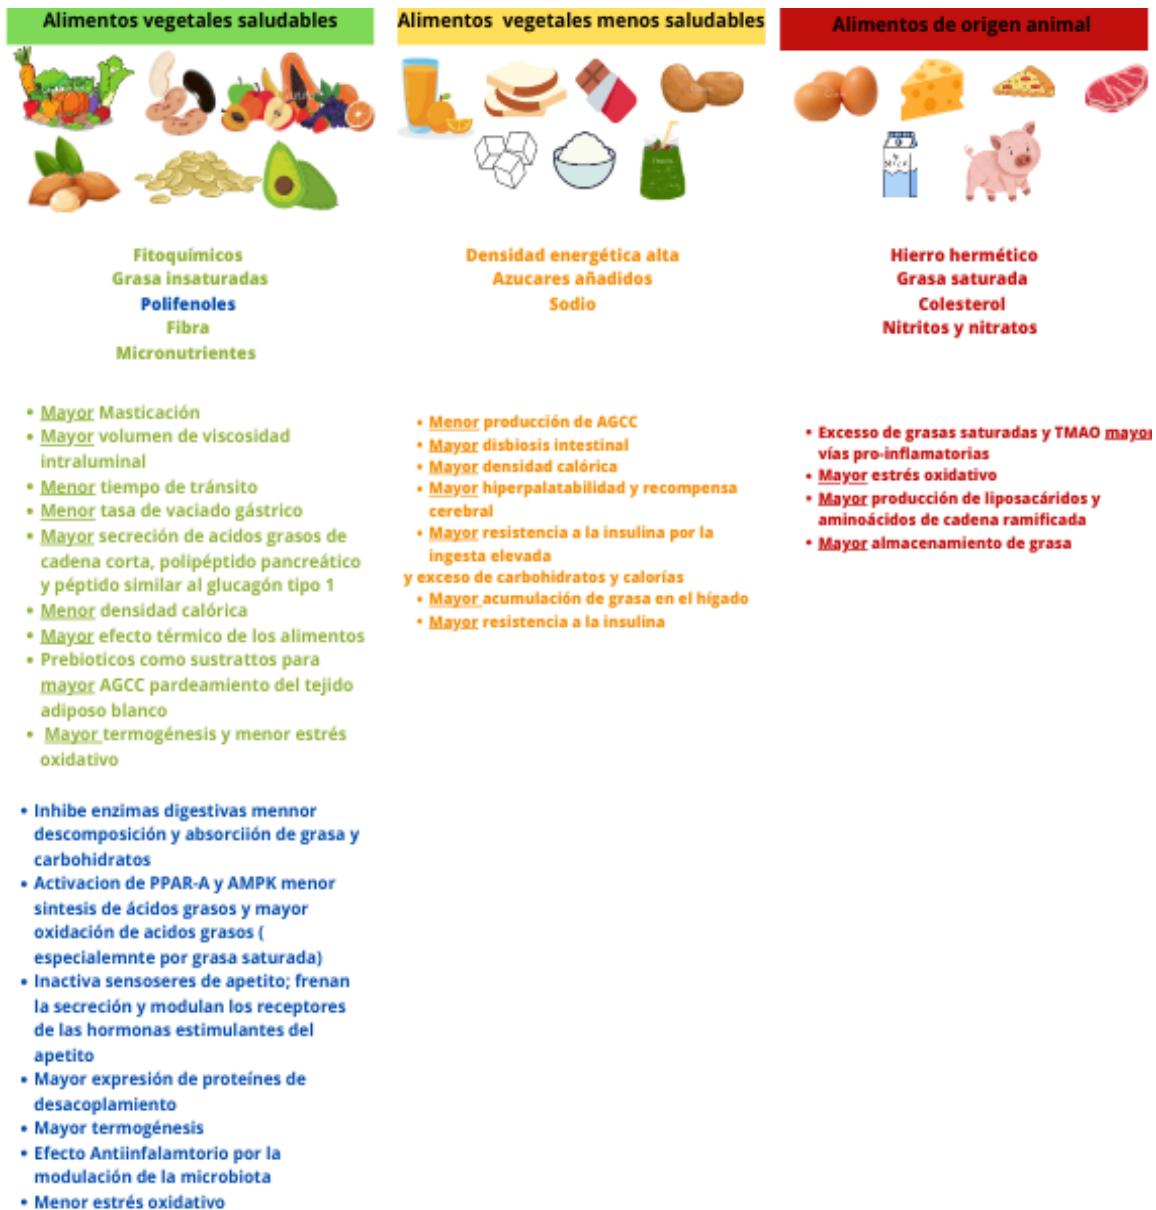 Alimentos vegetales saludables
Fitoquímicos
Grasa insaturadas
Polifenoles
Fibra
Micronutrientes
• Mayor Masticación
• Mayor volumen de viscosidad
intraluminal
• Menor tiempo de tránsito
• Menor tasa de vaciado gástrico
• Mayor secreción de acidos grasos de
cadena corta, polipéptido pancreático
y péptido similar al glucagón tipo 1
• Menor densidad calórica
• Mayor efecto térmico de los alimentos
• Prebioticos como sustrattos para
mayor AGCC pardeamiento del tejido
adiposo blanco
• Mayor termogénesis y menor estrés
oxidativo
• Inhibe enzimas digestivas mennor
descomposición y absorciión de grasa y
carbohidratos
• Activacion de PPAR-A y AMPK menor
sintesis de ácidos grasos y mayor
oxidación de acidos grasos (
especialemnte por grasa saturada)
• Inactiva sensoseres de apetito; frenan
la secreción y modulan los receptores
de las hormonas estimulantes del
apetito
• Mayor expresión de proteínes de
desacoplamiento
• Mayor termogénesis
• Efecto Antiinfalamtorio por la
modulación de la microbiota
• Menor estrés oxidativo
Alimentos vegetales menos saludables
Densidad energética alta
Azucares añadidos
Sodio
• Menor producción de AGCC
• Mayor disbiosis intestinal
• Mayor densidad calórica
• Mayor hiperpalatabilidad y recompensa
cerebral
• Mayor resistencia a la insulina por la
ingesta elevada
y exceso de carbohidratos y calorías
• Mayor acumulación de grasa en el hígado
• Mayor resistencia a la insulina
Alimentos de origen animal
Hierro hermético
Grasa saturada
Colesterol
Nitritos y nitratos
• Excesso de grasas saturadas y TMAO mayor
vías pro-inflamatorias
• Mayor estrés oxidativo
• Mayor producción de liposacáridos y
aminoácidos de cadena ramificada
• Mayor almacenamiento de grasa